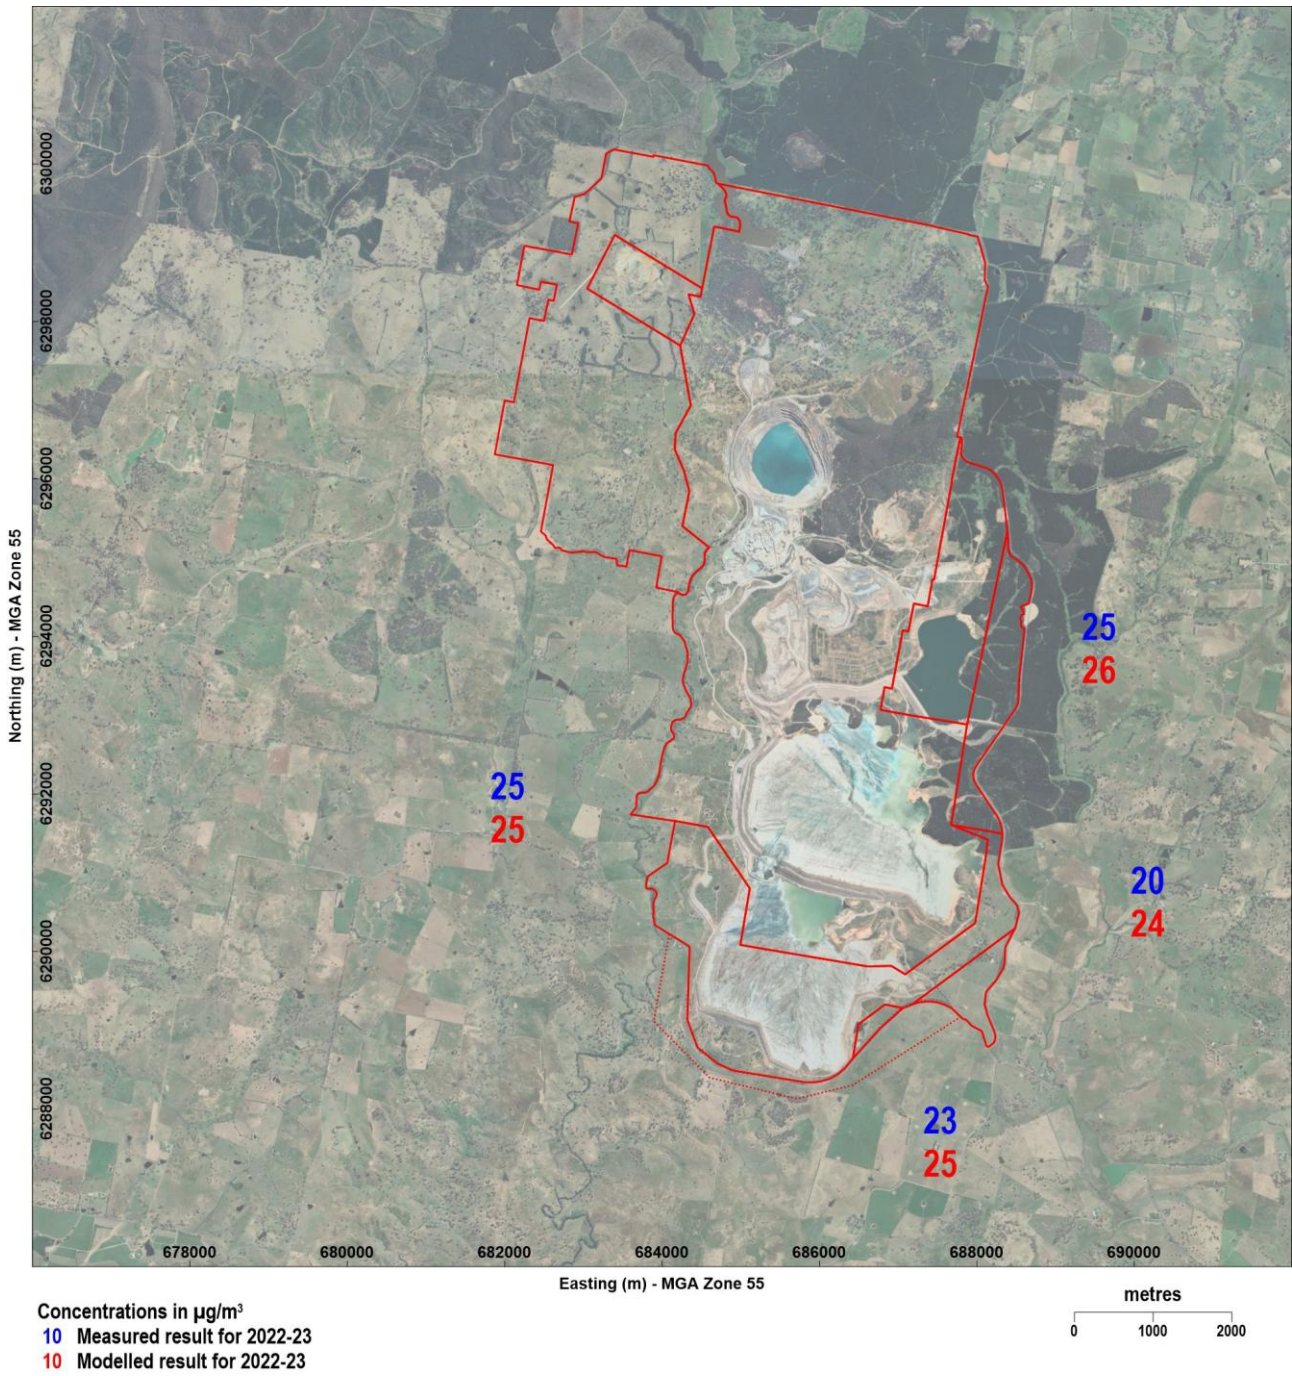 6300000
6298000
6296000
6294000
6292000
6290000
6288000
Northing (m) - MGA Zone 55
25
26
25
25
20
24
23
25
678000 680000 682000 684000 686000 688000 690000
Easting (m) - MGA Zone 55
Concentrations in µg/m³
10 Measured result for 2022-23
10 Modelled result for 2022-23
metres
0 1000 2000